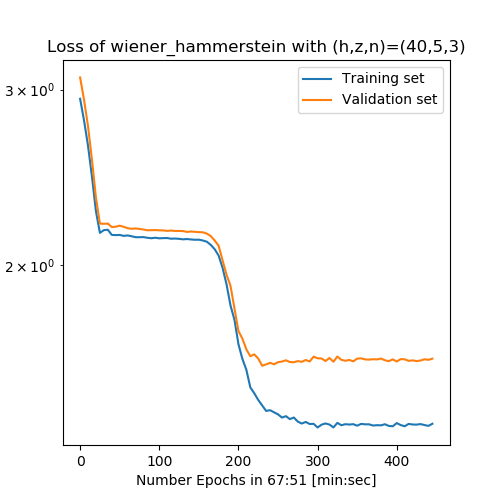 Loss of wiener_hammerstein with (h,z,n)=(40,5,3)
3 × 10⁰
2 × 10⁰
Training set
Validation set
0 100 200 300 400
Number Epochs in 67:51 [min:sec]